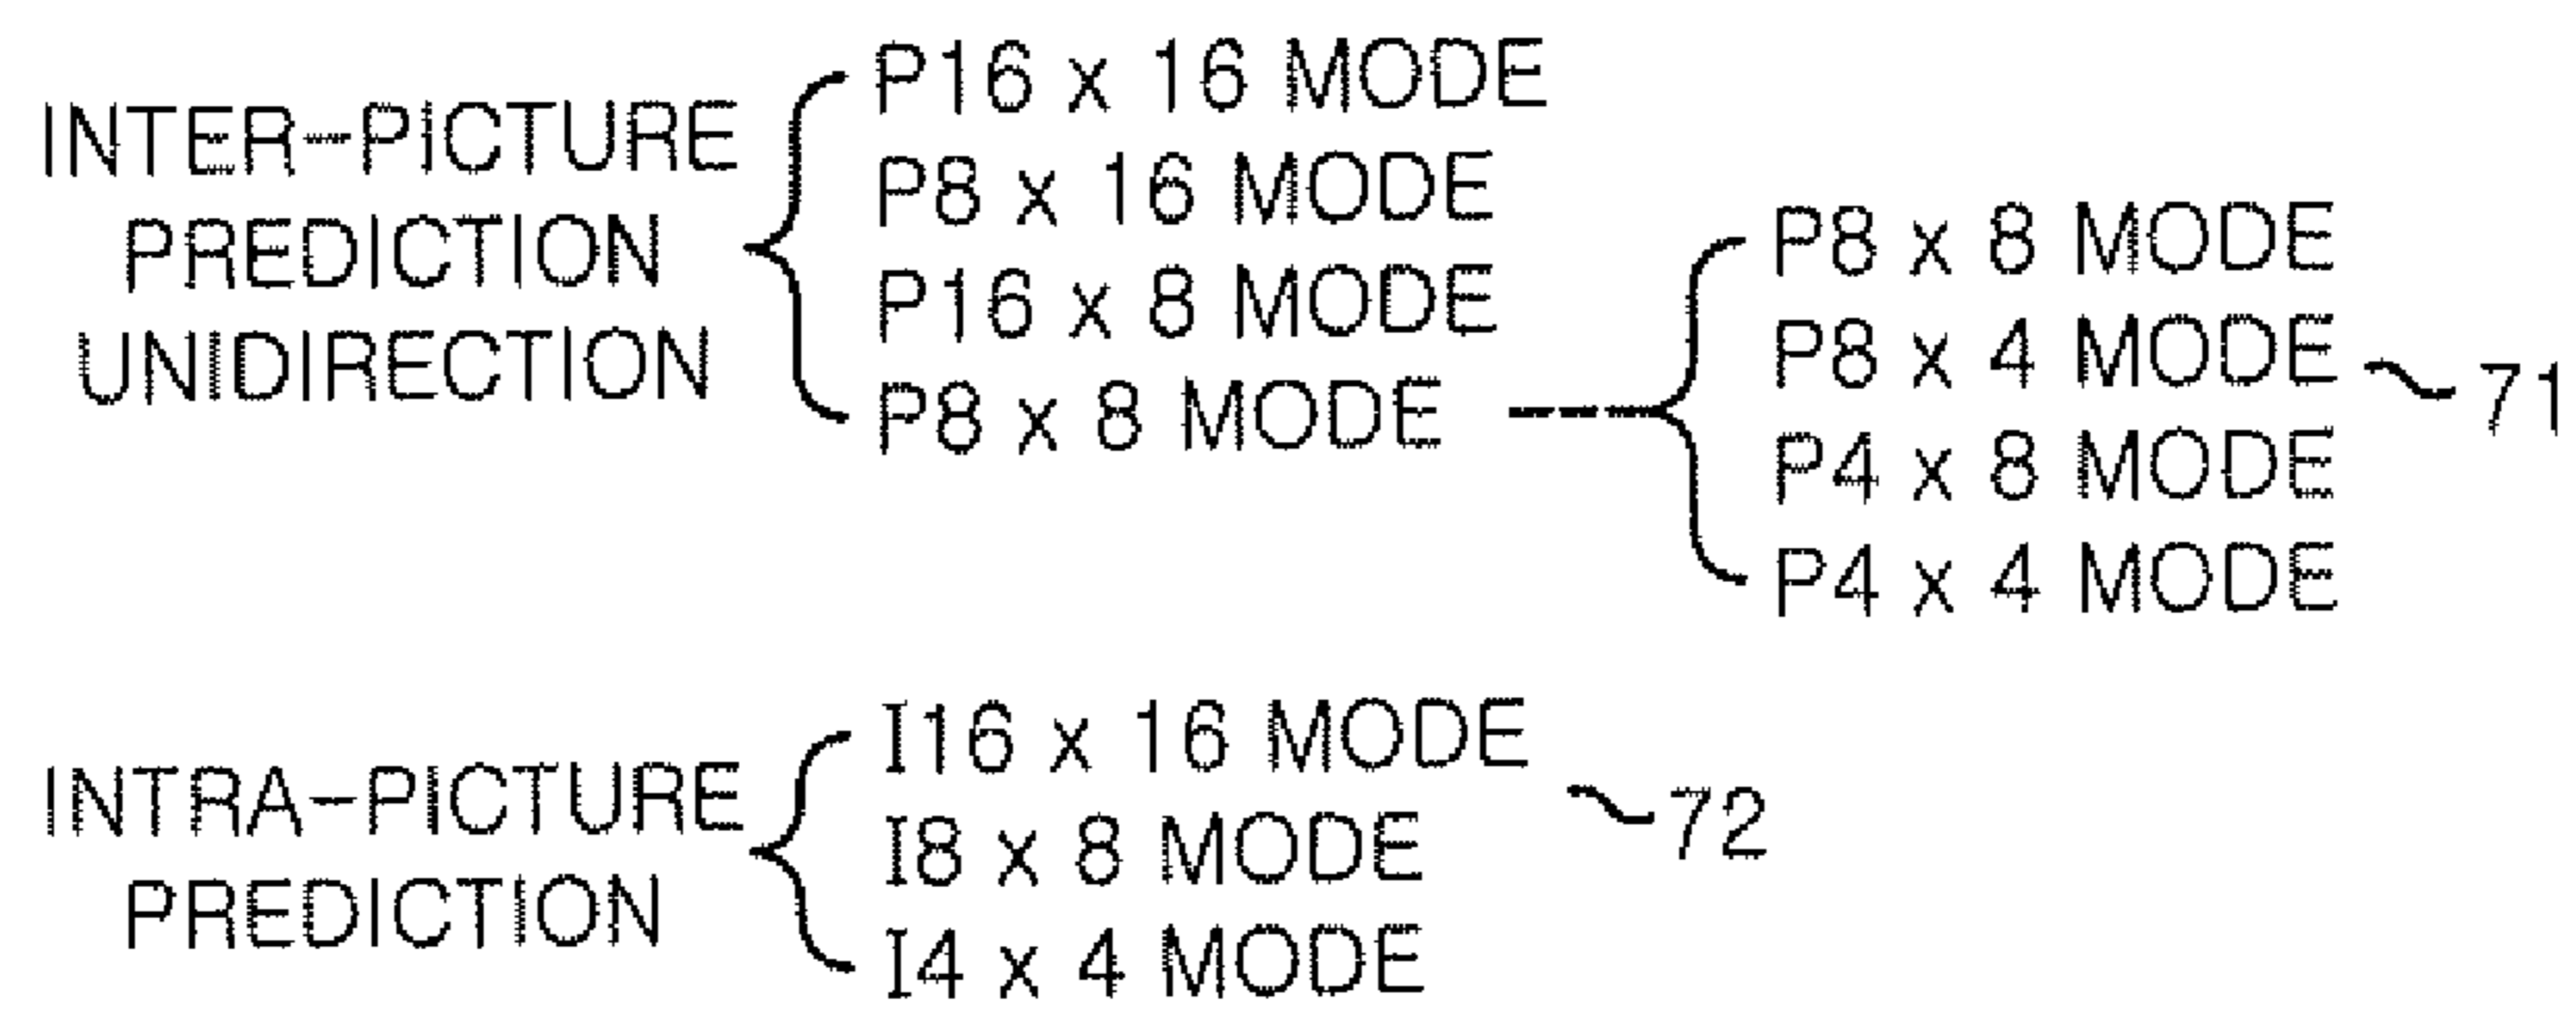 INTER-PICTURE
PREDICTION
UNIDIRECTION
P16 x 16 MODE
P8 x 16 MODE
P16 x 8 MODE
P8 x 8 MODE
P8 x 8 MODE
P8 x 4 MODE
P4 x 8 MODE
P4 x 4 MODE
71
INTRA-PICTURE
PREDICTION
I16 x 16 MODE
I8 x 8 MODE
I4 x 4 MODE
72